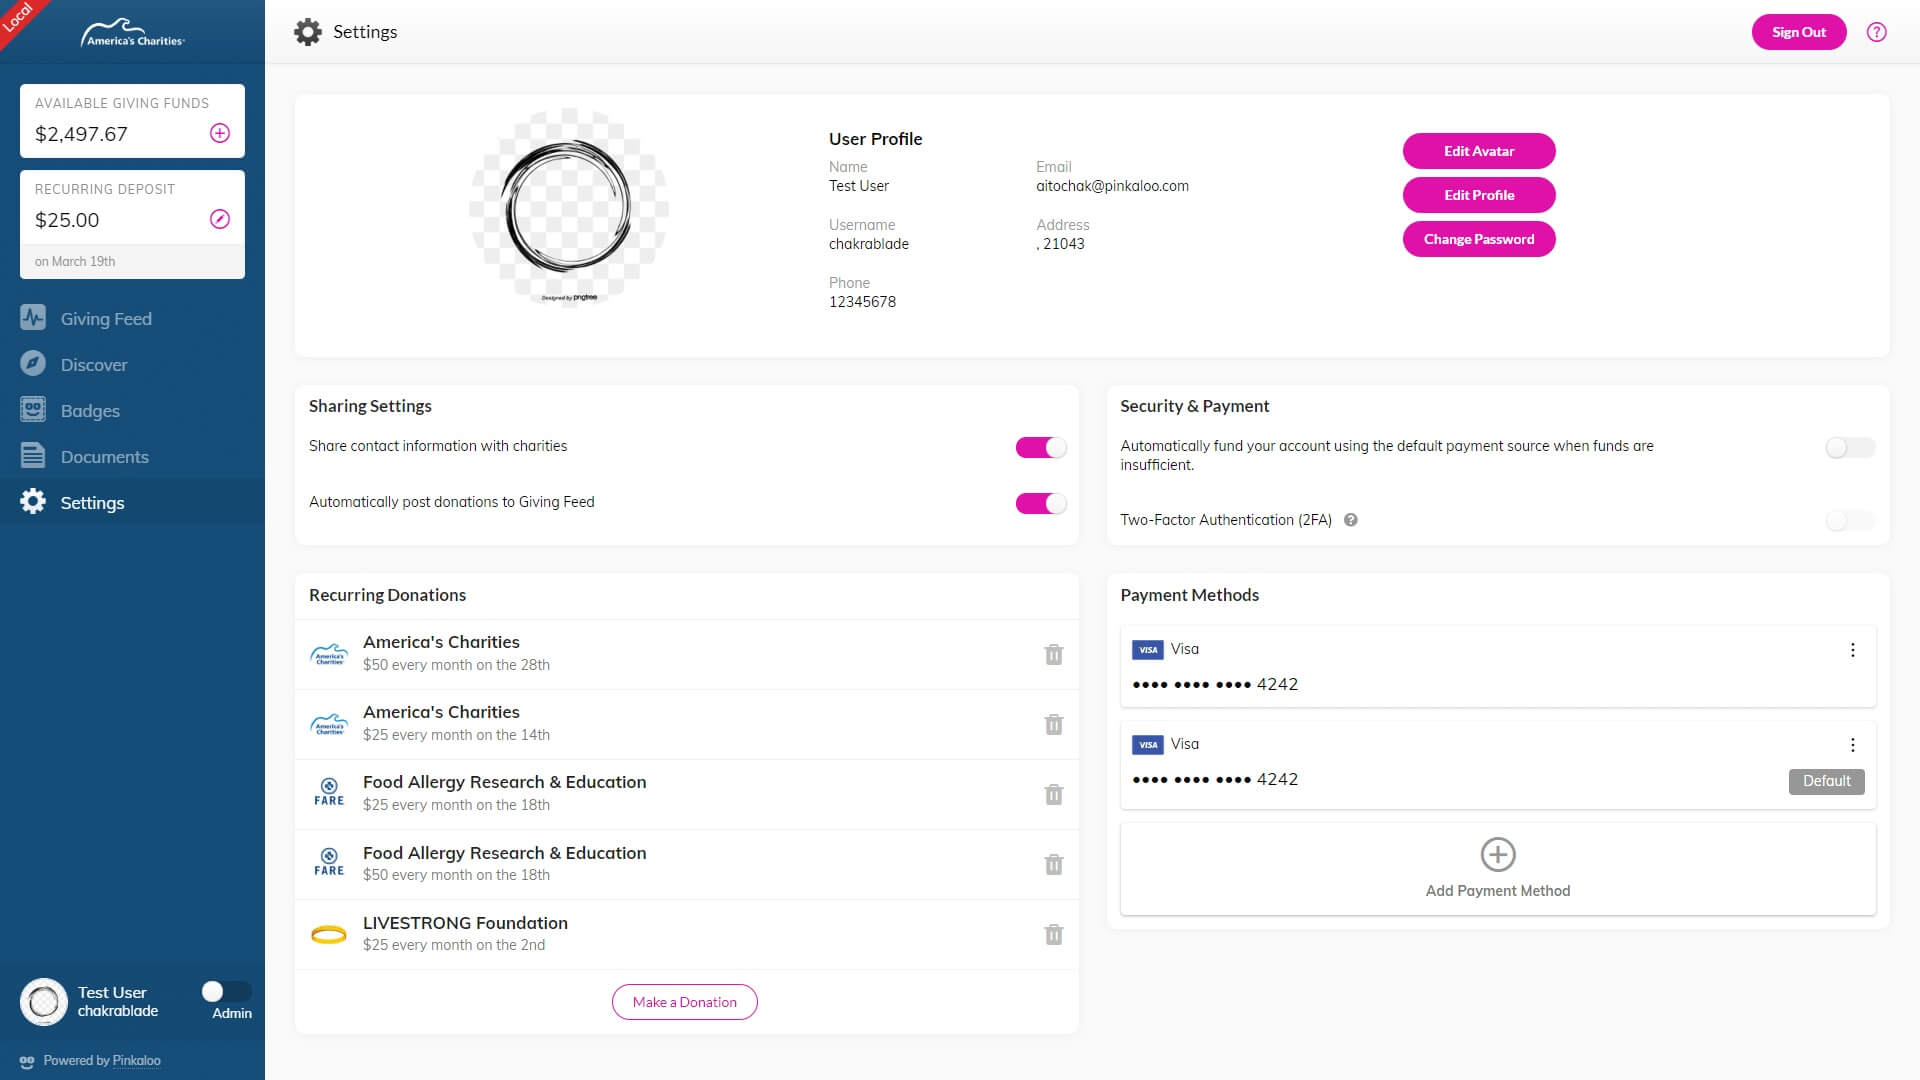 Local
America's Charities
Settings
Sign Out
?
AVAILABLE GIVING FUNDS
$2,497.67
RECURRING DEPOSIT
$25.00
on March 19th
Giving Feed
Discover
Badges
Documents
Settings
Test User
chakrablade
Admin
Powered by Pinkaloo
Designed by pngtree
User Profile
Name
Test User
Email
aitochak@pinkaloo.com
Username
chakrablade
Address
, 21043
Phone
12345678
Edit Avatar
Edit Profile
Change Password
Sharing Settings
Share contact information with charities
Automatically post donations to Giving Feed
Security & Payment
Automatically fund your account using the default payment source when funds are
insufficient.
Two-Factor Authentication (2FA) ?
Recurring Donations
America's Charities
America's Charities
$50 every month on the 28th
America's Charities
America's Charities
$25 every month on the 14th
FARE
Food Allergy Research & Education
$25 every month on the 18th
FARE
Food Allergy Research & Education
$50 every month on the 18th
LIVESTRONG Foundation
$25 every month on the 2nd
Make a Donation
Payment Methods
VISA Visa
•••• •••• •••• 4242
VISA Visa
•••• •••• •••• 4242
Default
Add Payment Method